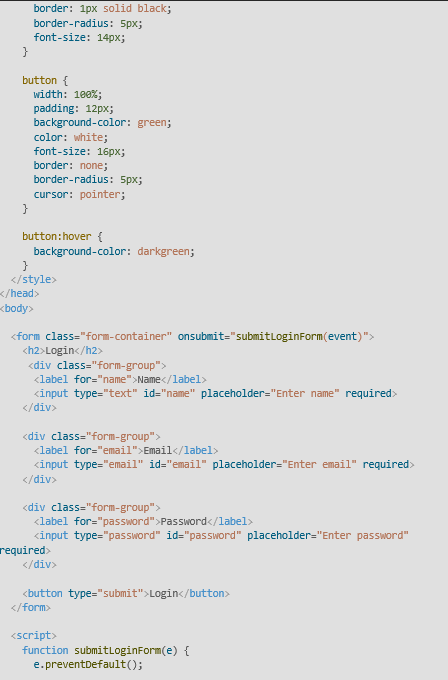 border: 1px solid black;
border-radius: 5px;
font-size: 14px;
}
button {
width: 100%;
padding: 12px;
background-color: green;
color: white;
font-size: 16px;
border: none;
border-radius: 5px;
cursor: pointer;
}
button:hover {
background-color: darkgreen;
}
</style>
</head>
<body>
<form class="form-container" onsubmit="submitLoginForm(event)">
<h2>Login</h2>
<div class="form-group">
<label for="name">Name</label>
<input type="text" id="name" placeholder="Enter name" required>
</div>
<div class="form-group">
<label for="email">Email</label>
<input type="email" id="email" placeholder="Enter email" required>
</div>
<div class="form-group">
<label for="password">Password</label>
<input type="password" id="password" placeholder="Enter password"
required>
</div>
<button type="submit">Login</button>
</form>
<script>
function submitLoginForm(e) {
e.preventDefault();